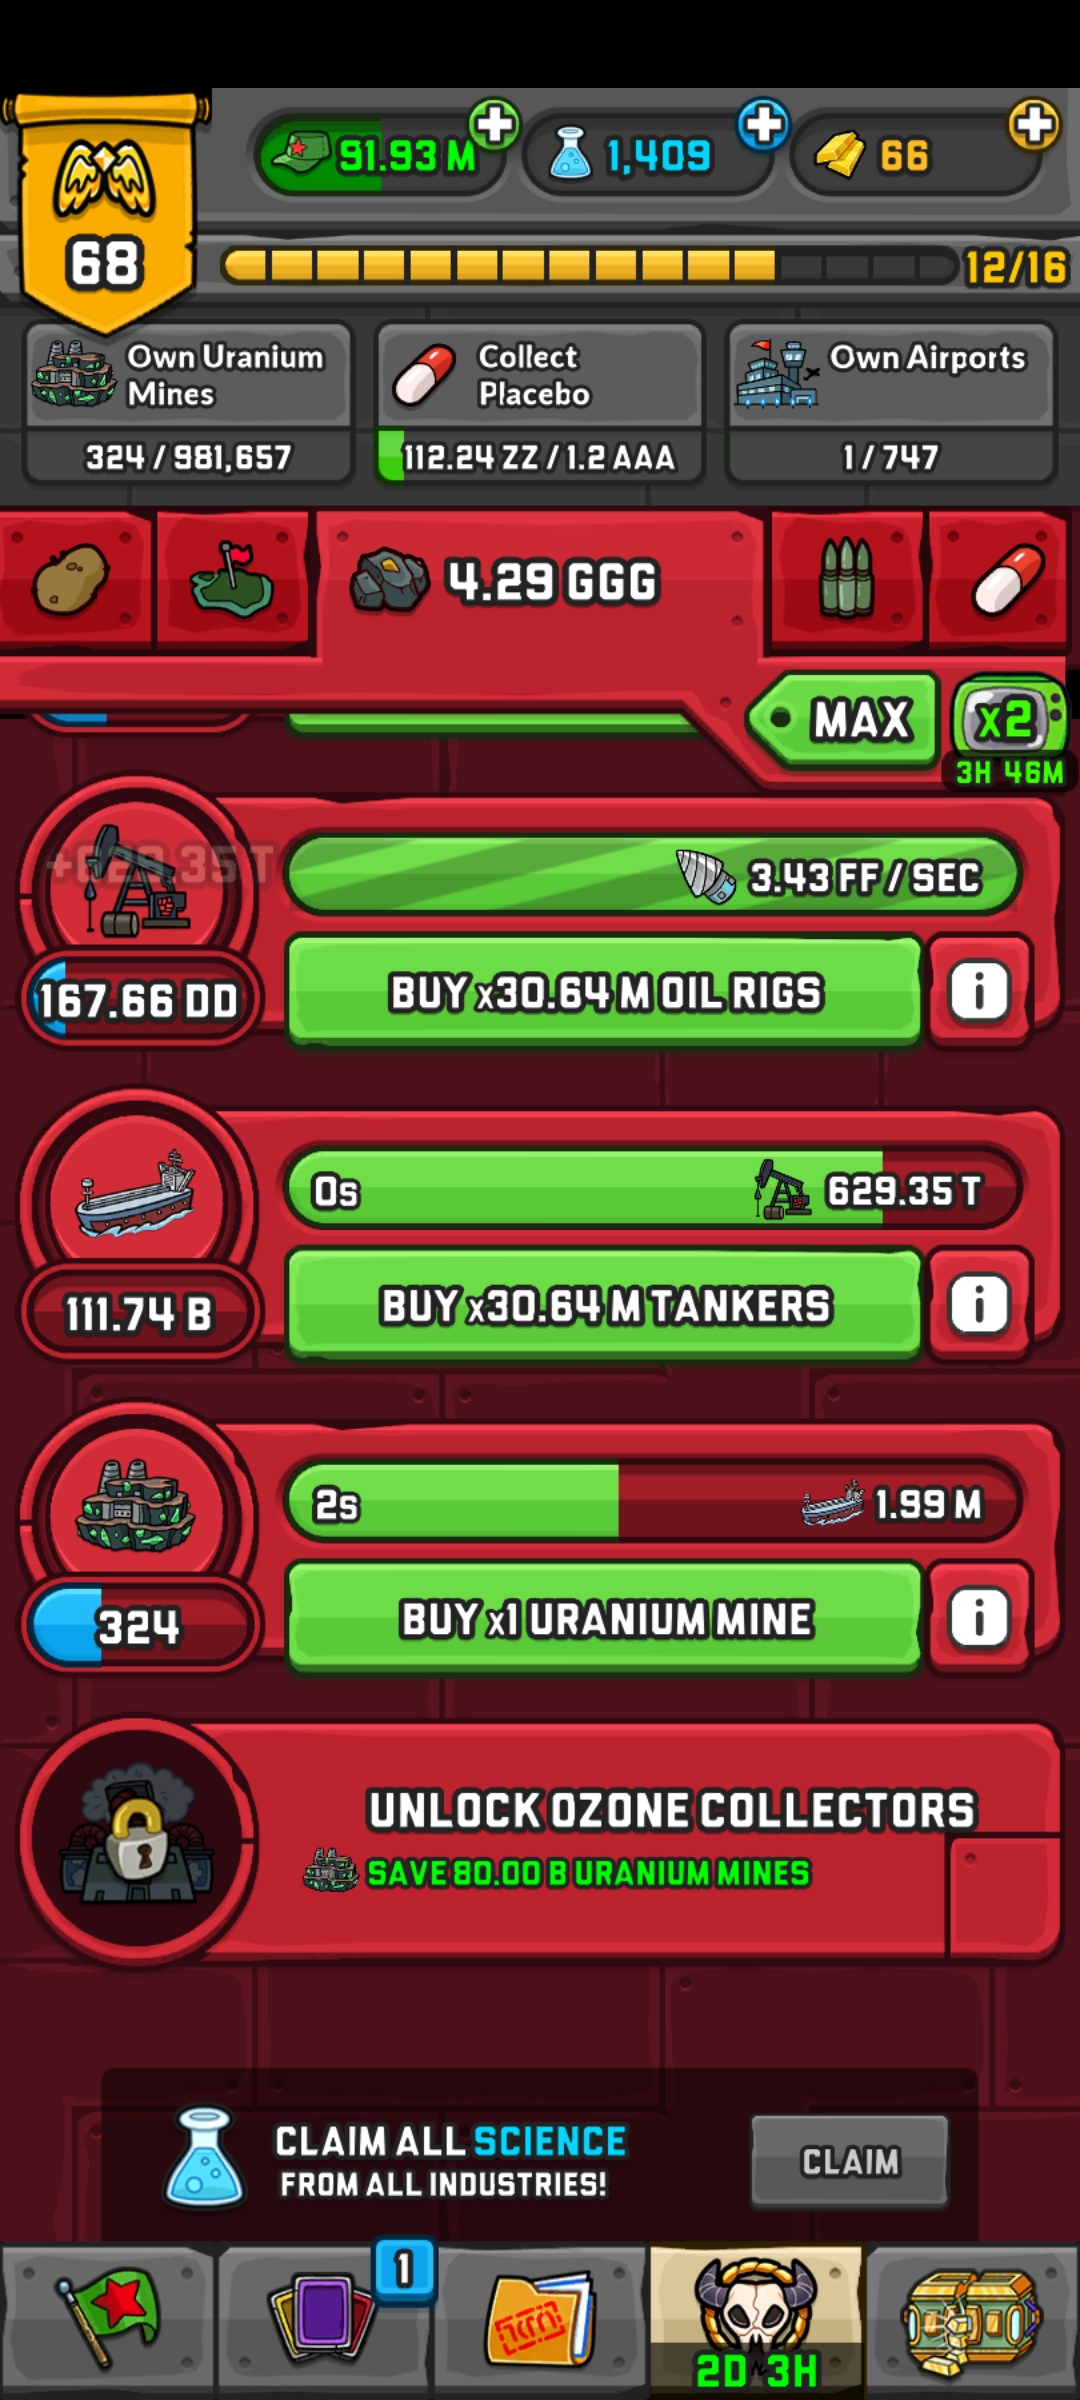 91.93 M
1,409
66
68
12/16
Own Uranium
Mines
324 / 981,657
Collect
Placebo
112.24 ZZ / 1.2 AAA
Own Airports
1 / 747
4.29 GGG
MAX
x2
3H 46M
+629.35 T
3.43 FF / SEC
167.66 DD
BUY x30.64 M OIL RIGS
i
0s
629.35 T
111.74 B
BUY x30.64 M TANKERS
i
2s
1.99 M
324
BUY x1 URANIUM MINE
i
UNLOCK OZONE COLLECTORS
SAVE 80.00 B URANIUM MINES
CLAIM ALL SCIENCE
FROM ALL INDUSTRIES!
CLAIM
1
2D 3H